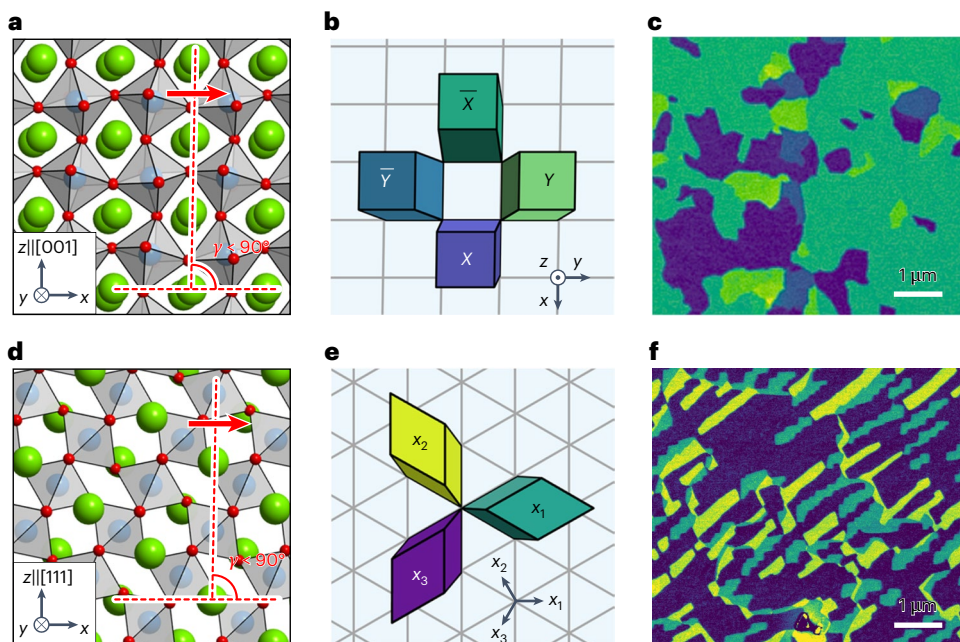 a
b
c
γ < 90°
z||[001]
y
x
X̅
Y̅
Y
X
z
y
x
1 μm
d
e
f
γ < 90°
z||[111]
y
x
x₂
x₁
x₃
x₂
x₁
x₃
1 μm